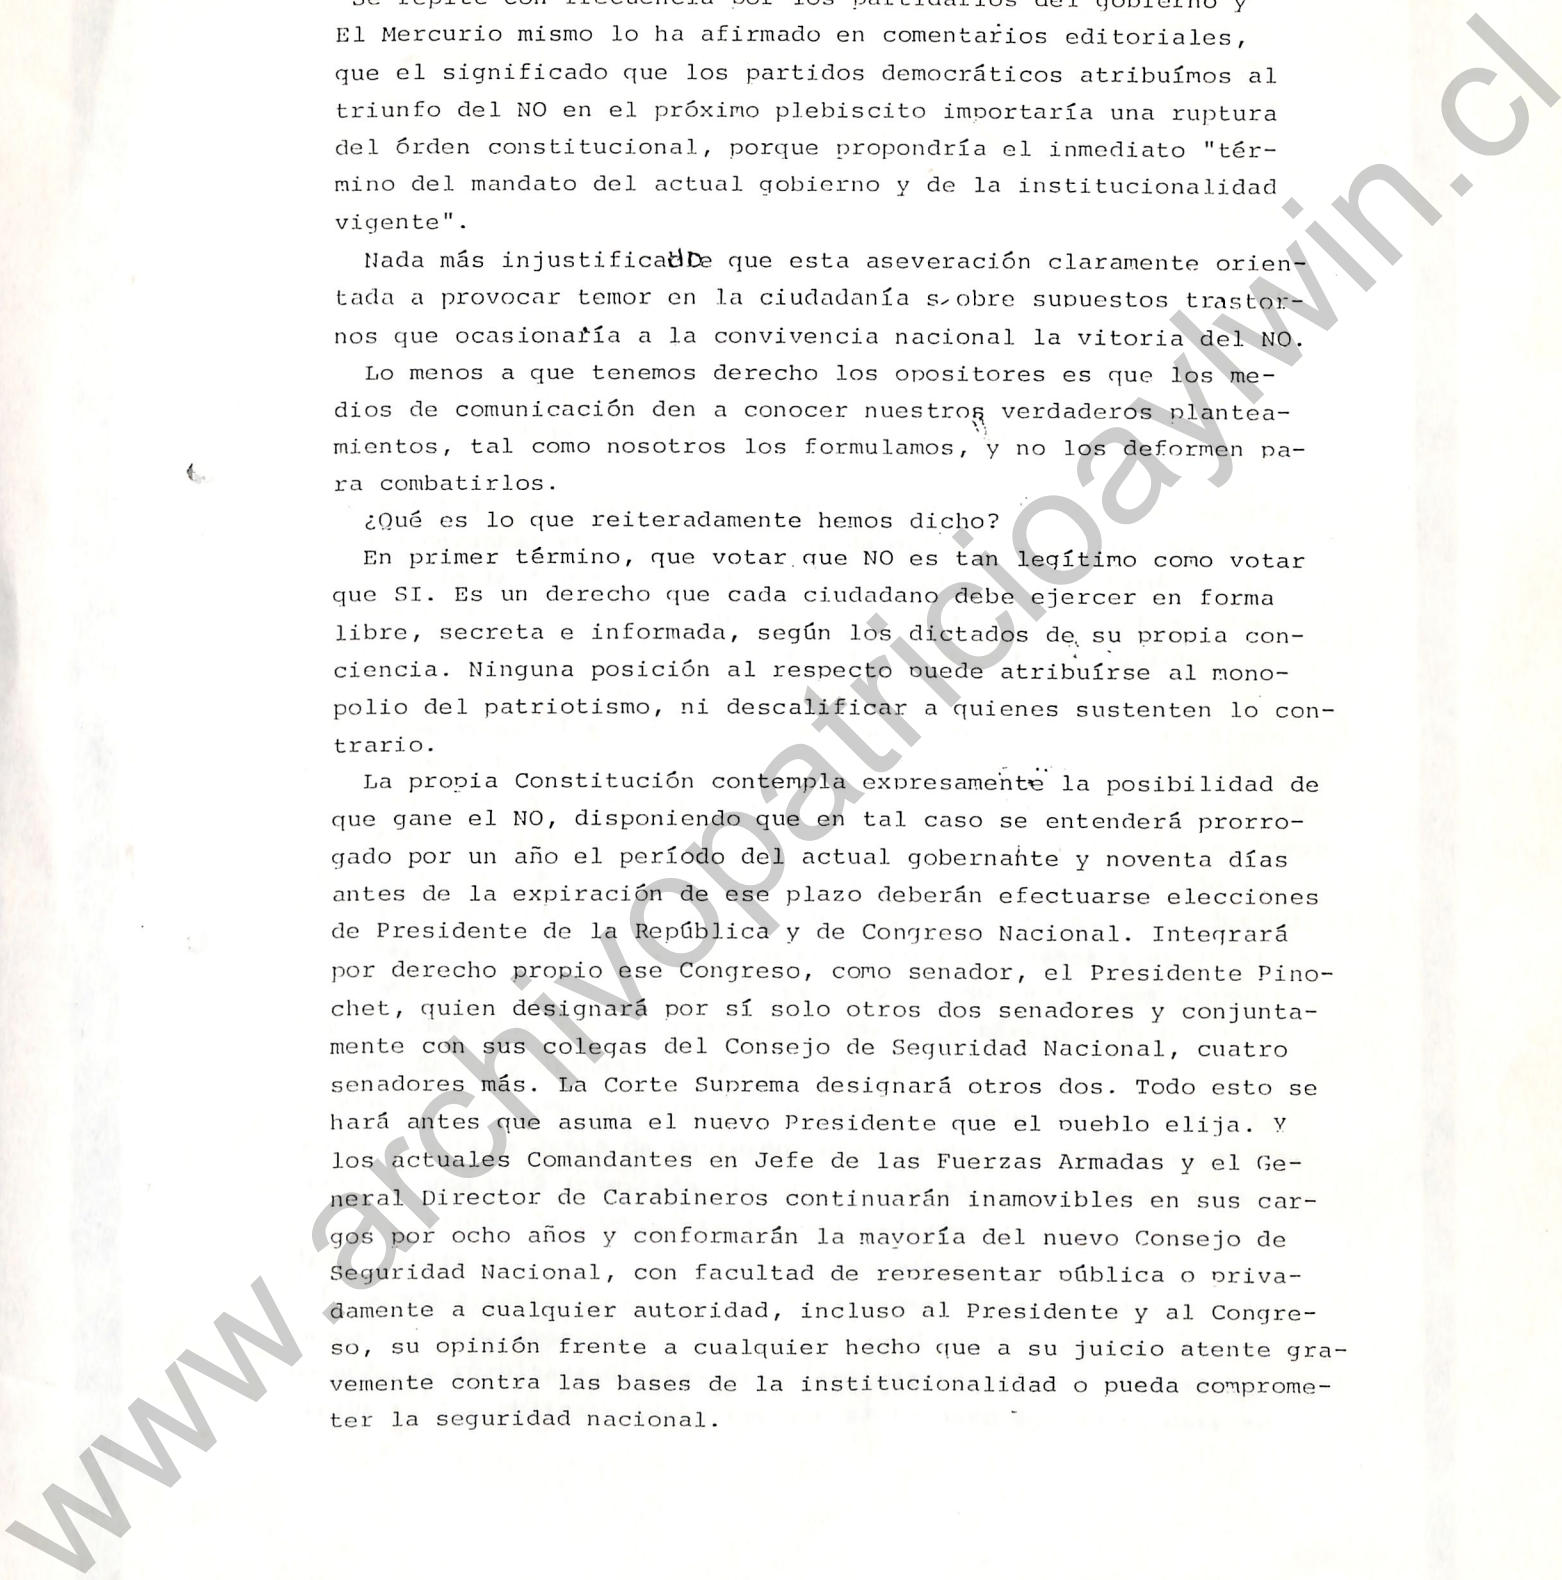 Se repite con frecuencia por los partidarios del gobierno y
El Mercurio mismo lo ha afirmado en comentarios editoriales,
que el significado que los partidos democráticos atribuímos al
triunfo del NO en el próximo plebiscito importaría una ruptura
del órden constitucional, porque propondría el inmediato "tér-
mino del mandato del actual gobierno y de la institucionalidad
vigente".
Nada más injustificable que esta aseveración claramente orien-
tada a provocar temor en la ciudadanía sobre supuestos trastor-
nos que ocasionaría a la convivencia nacional la vitoria del NO.
Lo menos a que tenemos derecho los opositores es que los me-
dios de comunicación den a conocer nuestros verdaderos plantea-
mientos, tal como nosotros los formulamos, y no los deformen pa-
ra combatirlos.
¿Qué es lo que reiteradamente hemos dicho?
En primer término, que votar que NO es tan legítimo como votar
que SI. Es un derecho que cada ciudadano debe ejercer en forma
libre, secreta e informada, según los dictados de su propia con-
ciencia. Ninguna posición al respecto puede atribuírse al mono-
polio del patriotismo, ni descalificar a quienes sustenten lo con-
trario.
La propia Constitución contempla expresamente la posibilidad de
que gane el NO, disponiendo que en tal caso se entenderá prorro-
gado por un año el período del actual gobernante y noventa días
antes de la expiración de ese plazo deberán efectuarse elecciones
de Presidente de la República y de Congreso Nacional. Integrará
por derecho propio ese Congreso, como senador, el Presidente Pino-
chet, quien designará por sí solo otros dos senadores y conjunta-
mente con sus colegas del Consejo de Seguridad Nacional, cuatro
senadores más. La Corte Suprema designará otros dos. Todo esto se
hará antes que asuma el nuevo Presidente que el pueblo elija. Y
los actuales Comandantes en Jefe de las Fuerzas Armadas y el Ge-
neral Director de Carabineros continuarán inamovibles en sus car-
gos por ocho años y conformarán la mayoría del nuevo Consejo de
Seguridad Nacional, con facultad de representar pública o priva-
damente a cualquier autoridad, incluso al Presidente y al Congre-
so, su opinión frente a cualquier hecho que a su juicio atente gra-
vemente contra las bases de la institucionalidad o pueda comprome-
ter la seguridad nacional.
www.archivopatricioaylwin.cl